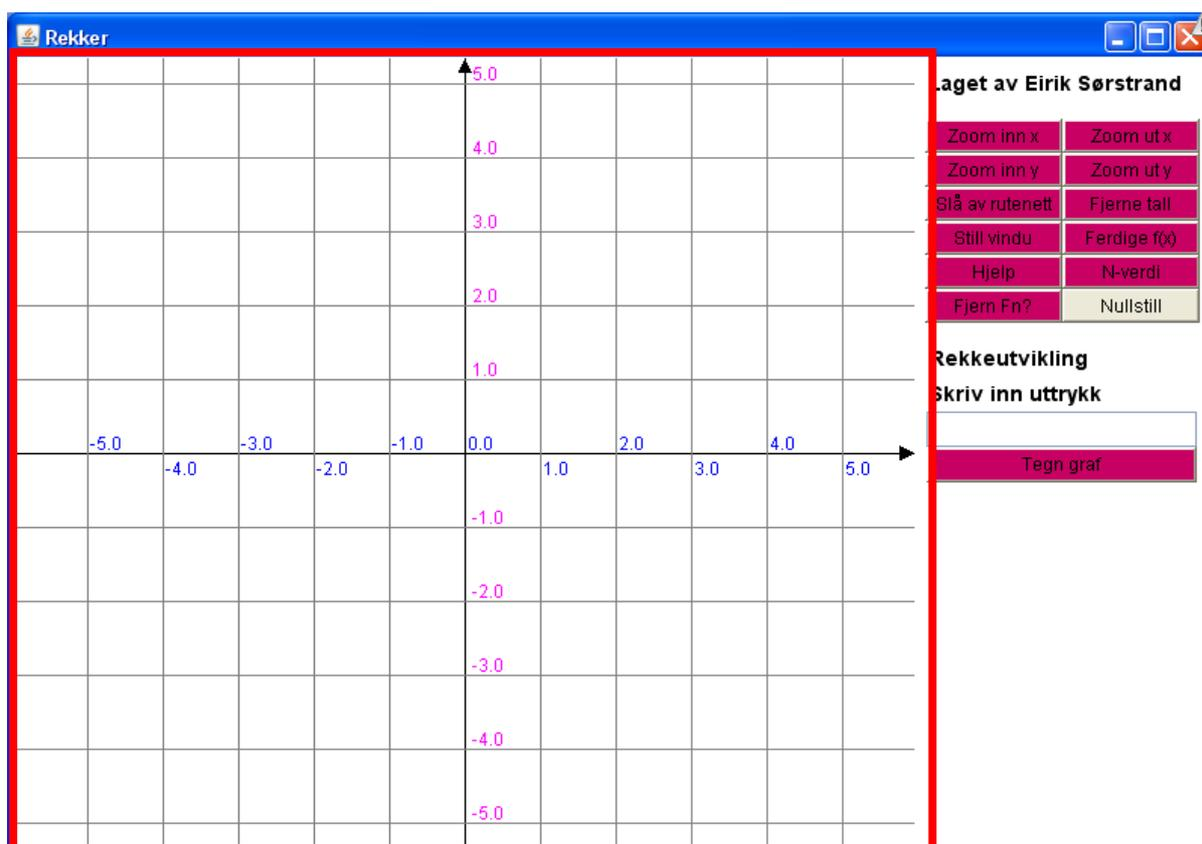 Rekker
Laget av Eirik Sørstrand
Zoom inn x Zoom ut x
Zoom inn y Zoom ut y
Slå av rutenett Fjerne tall
Still vindu Ferdige f(x)
Hjelp N-verdi
Fjern Fn? Nullstill
Rekkeutvikling
Skriv inn uttrykk
Tegn graf
5.0
4.0
3.0
2.0
1.0
-5.0 -3.0 -1.0 0.0 2.0 4.0
-4.0 -2.0 1.0 3.0 5.0
-1.0
-2.0
-3.0
-4.0
-5.0